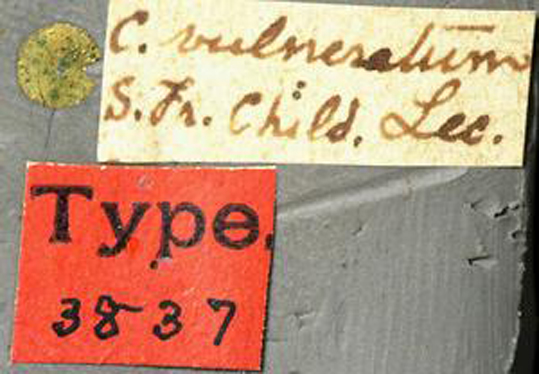 C. vulneratum
S. Fr. Child. Lec.
Type.
3837